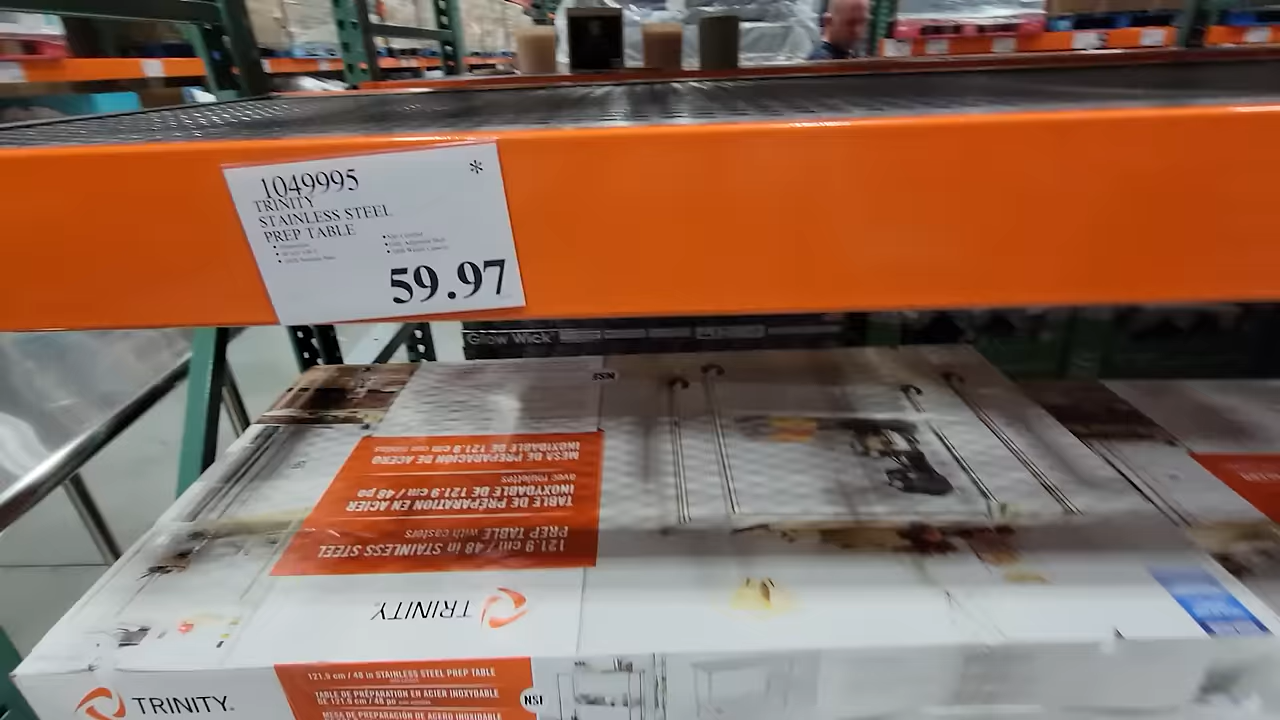 1049995
*
TRINITY
STAINLESS STEEL
PREP TABLE
59.97
Glow Wick
NSF
MESA DE PREPARACIÓN DE ACERO
INOXIDABLE DE 121.9 cm con ruedas
TABLE DE PRÉPARATION EN ACIER
INOXYDABLE DE 121.9 cm / 48 po
avec roulettes
121.9 cm / 48 in STAINLESS STEEL
PREP TABLE with casters
TRINITY
TRINITY
121.9 cm / 48 in STAINLESS STEEL PREP TABLE
TABLE DE PRÉPARATION EN ACIER INOXYDABLE
DE 121.9 cm / 48 po
MESA DE PREPARACIÓN DE ACERO INOXIDABLE
NSF